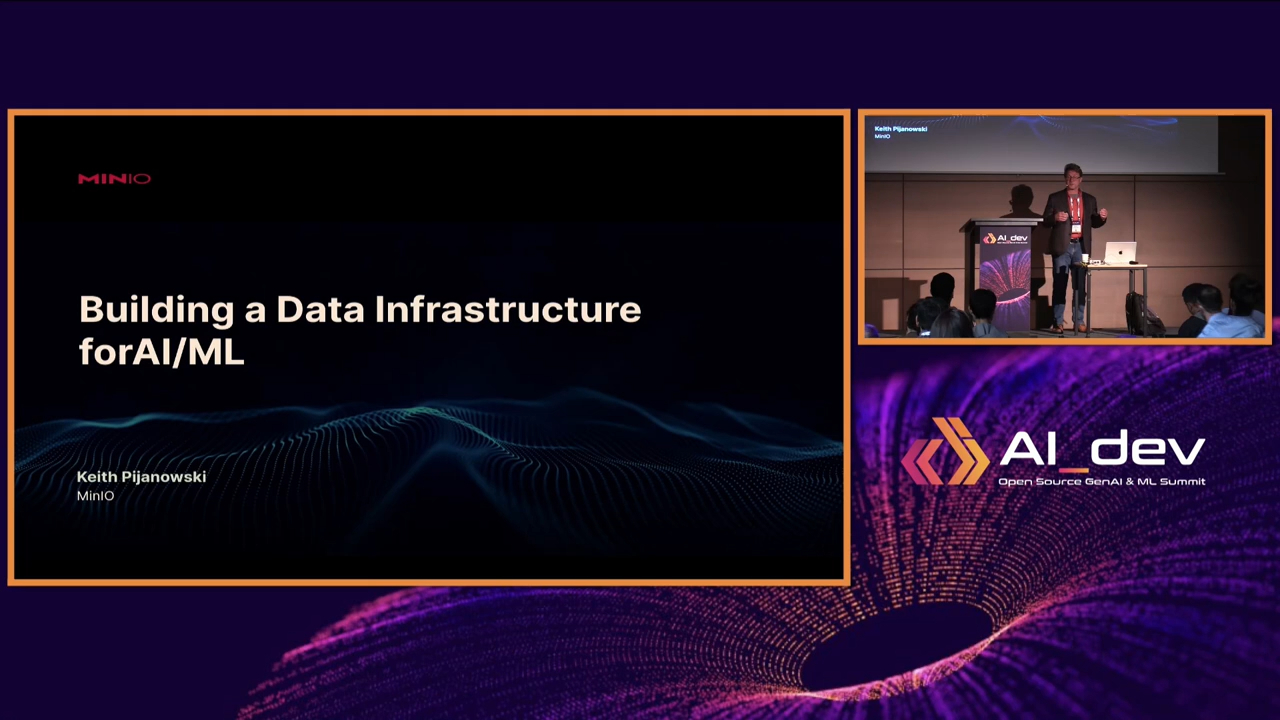 MINIO
Building a Data Infrastructure
forAI/ML
Keith Pijanowski
MinIO
Keith Pijanowski
MinIO
AI_dev
AI_dev
Open Source GenAI & ML Summit